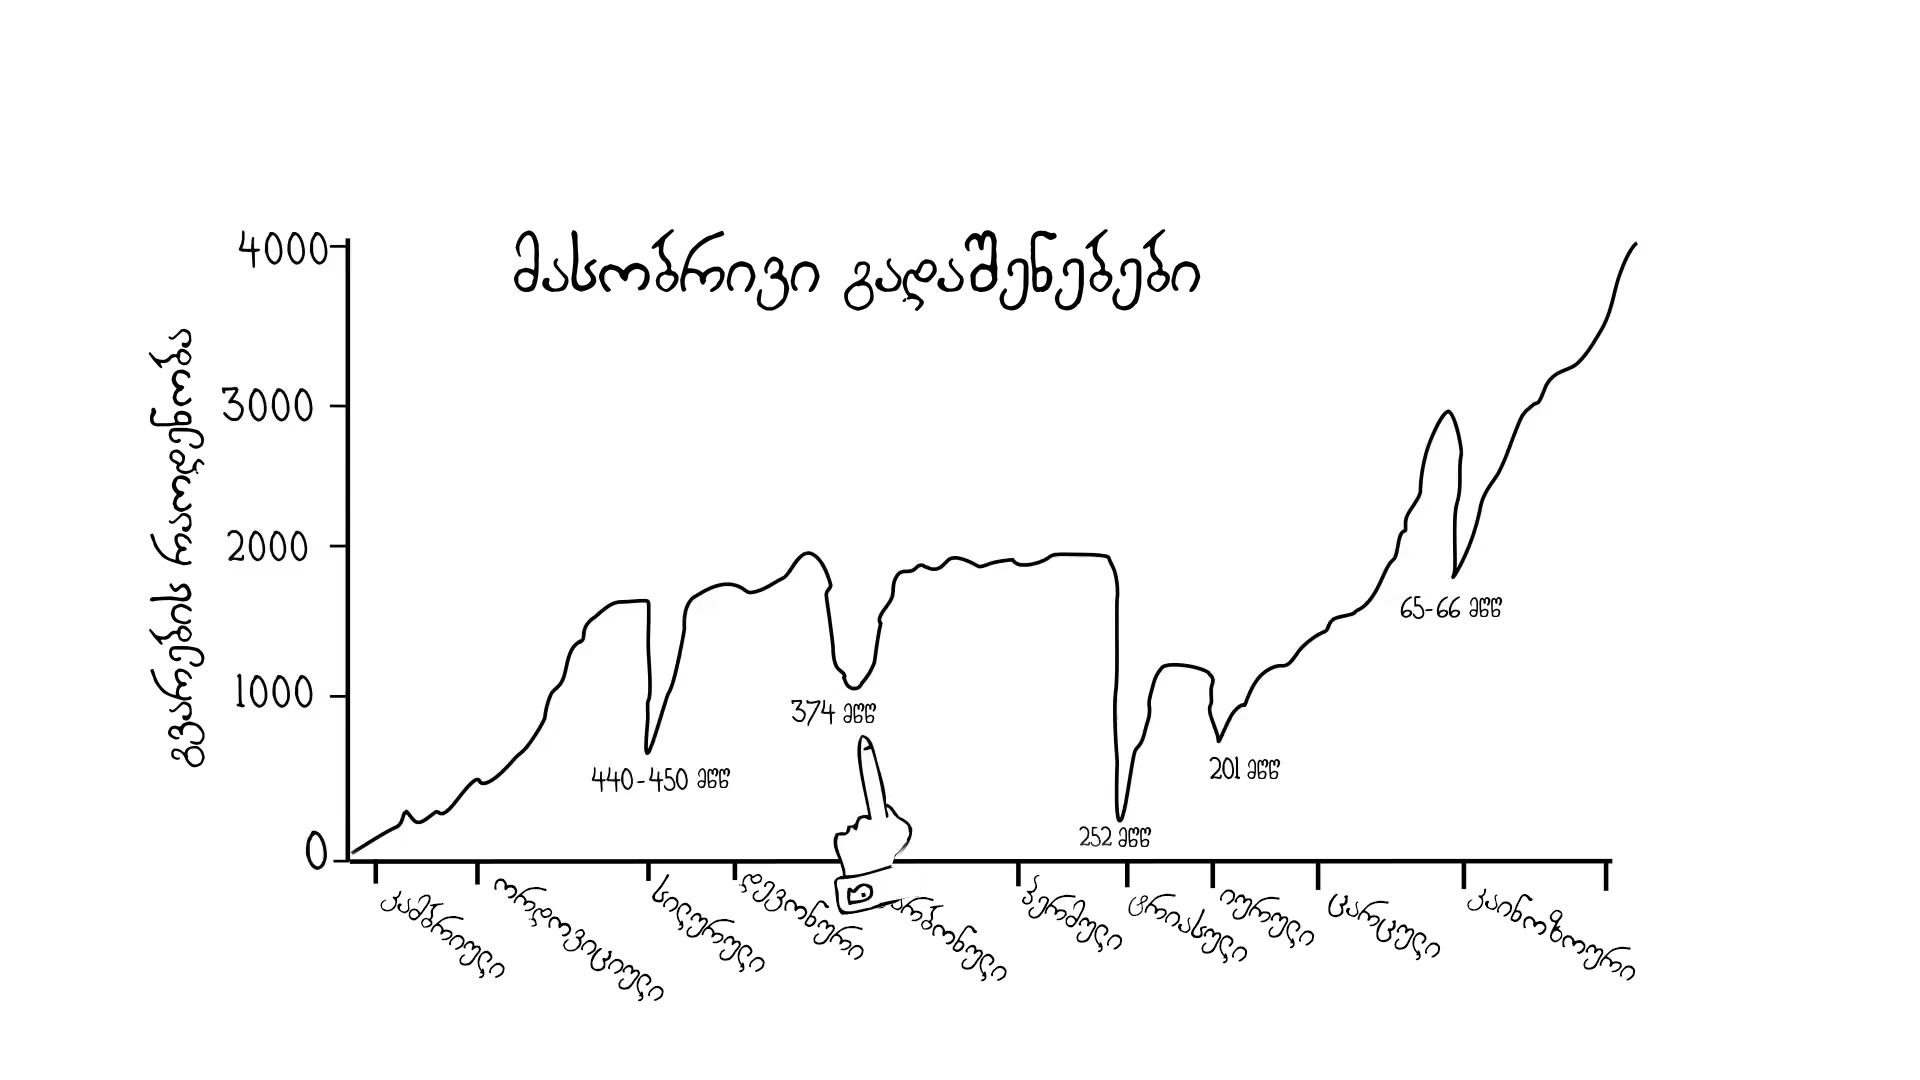 მასობრივი გადაშენებები
გვარების რაოდენობა
4000
3000
2000
1000
0
440-450 მწწ
374 მწწ
252 მწწ
201 მწწ
65-66 მწწ
კამბრიული
ორდოვიციული
სილურული
დევონური
არბონული
პერმული
ტრიასული
იურული
ცარცული
კაინოზოური